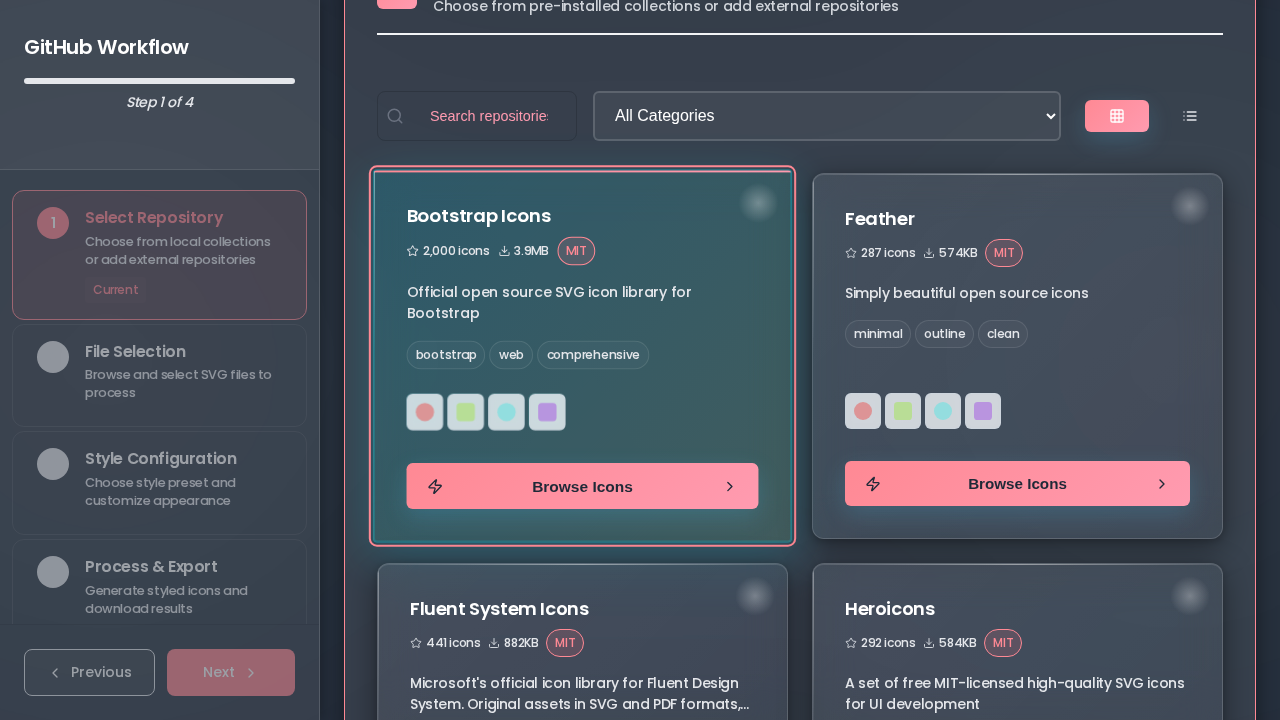 GitHub Workflow
Step 1 of 4
1
Select Repository
Choose from local collections
or add external repositories
Current
File Selection
Browse and select SVG files to
process
Style Configuration
Choose style preset and
customize appearance
Process & Export
Generate styled icons and
download results
Previous
Next
Choose from pre-installed collections or add external repositories
Search repositories
All Categories
Bootstrap Icons
2,000 icons 3.9MB MIT
Official open source SVG icon library for
Bootstrap
bootstrap web comprehensive
Browse Icons
Feather
287 icons 574KB MIT
Simply beautiful open source icons
minimal outline clean
Browse Icons
Fluent System Icons
441 icons 882KB MIT
Microsoft's official icon library for Fluent Design
System. Original assets in SVG and PDF formats,...
Heroicons
292 icons 584KB MIT
A set of free MIT-licensed high-quality SVG icons
for UI development